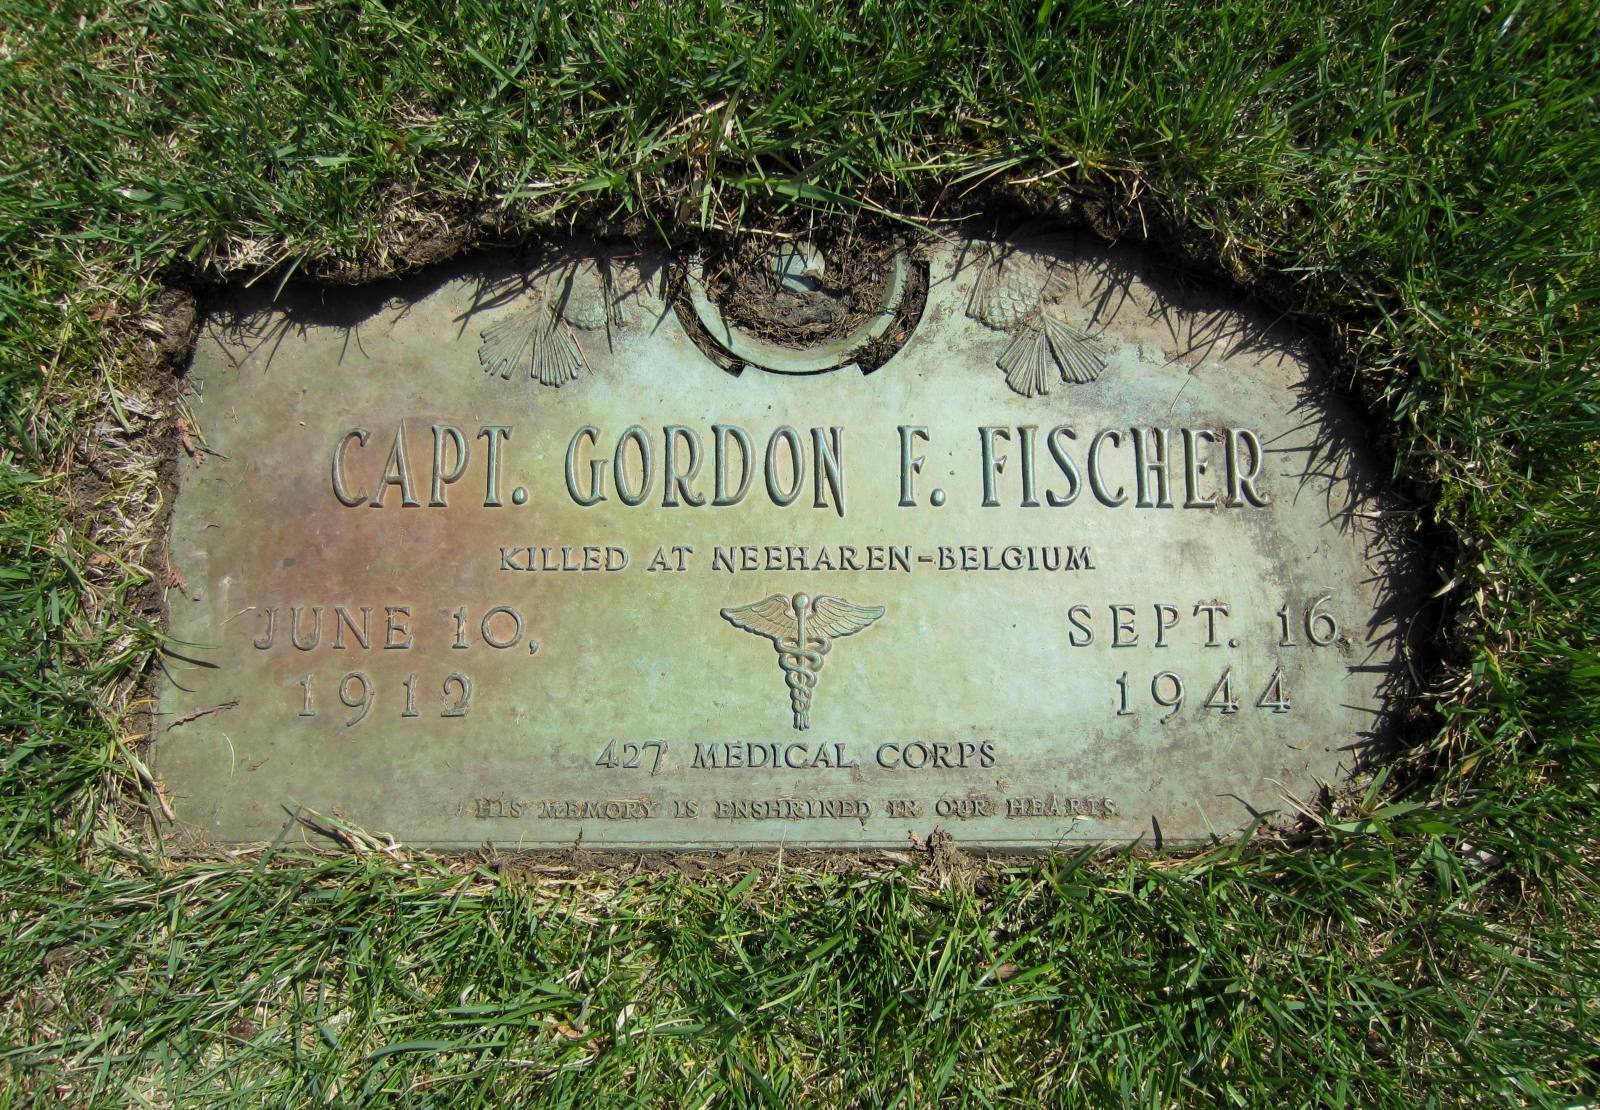 CAPT. GORDON F. FISCHER
KILLED AT NEEHAREN-BELGIUM
JUNE 10,
1912
SEPT. 16
1944
427 MEDICAL CORPS
HIS MEMORY IS ENSHRINED IN OUR HEARTS.